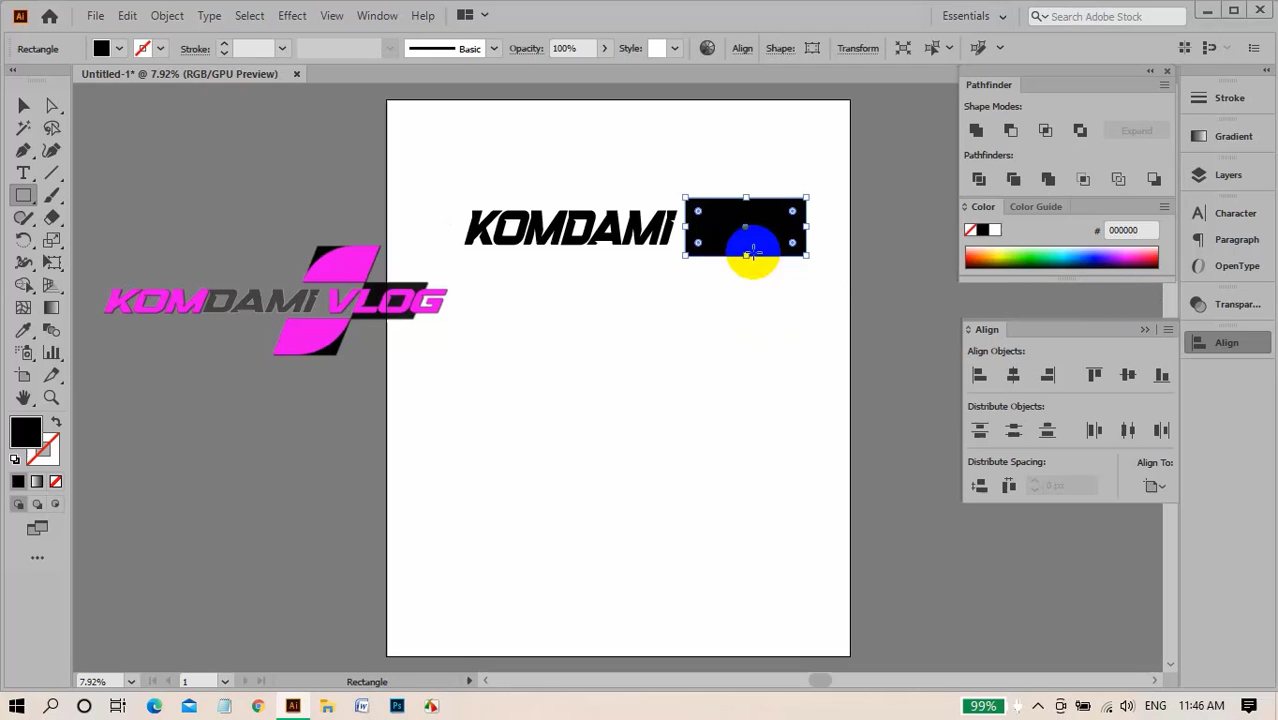 File Edit Object Type Select Effect View Window Help Essentials Search Adobe Stock
Rectangle Stroke: Basic Opacity: 100% Style: Align Shape: Transform
Untitled-1* @ 7.92% (RGB/GPU Preview)
Pathfinder
Shape Modes:
Expand
Pathfinders:
Color Color Guide
# 000000
Align
Align Objects:
Distribute Objects:
Distribute Spacing: Align To:
0 px
Stroke
Gradient
Layers
Character
Paragraph
OpenType
Transpar...
Align
KOMDAMi
KOMDAMi VLOG
7.92% 1 Rectangle
99% ENG 11:46 AM